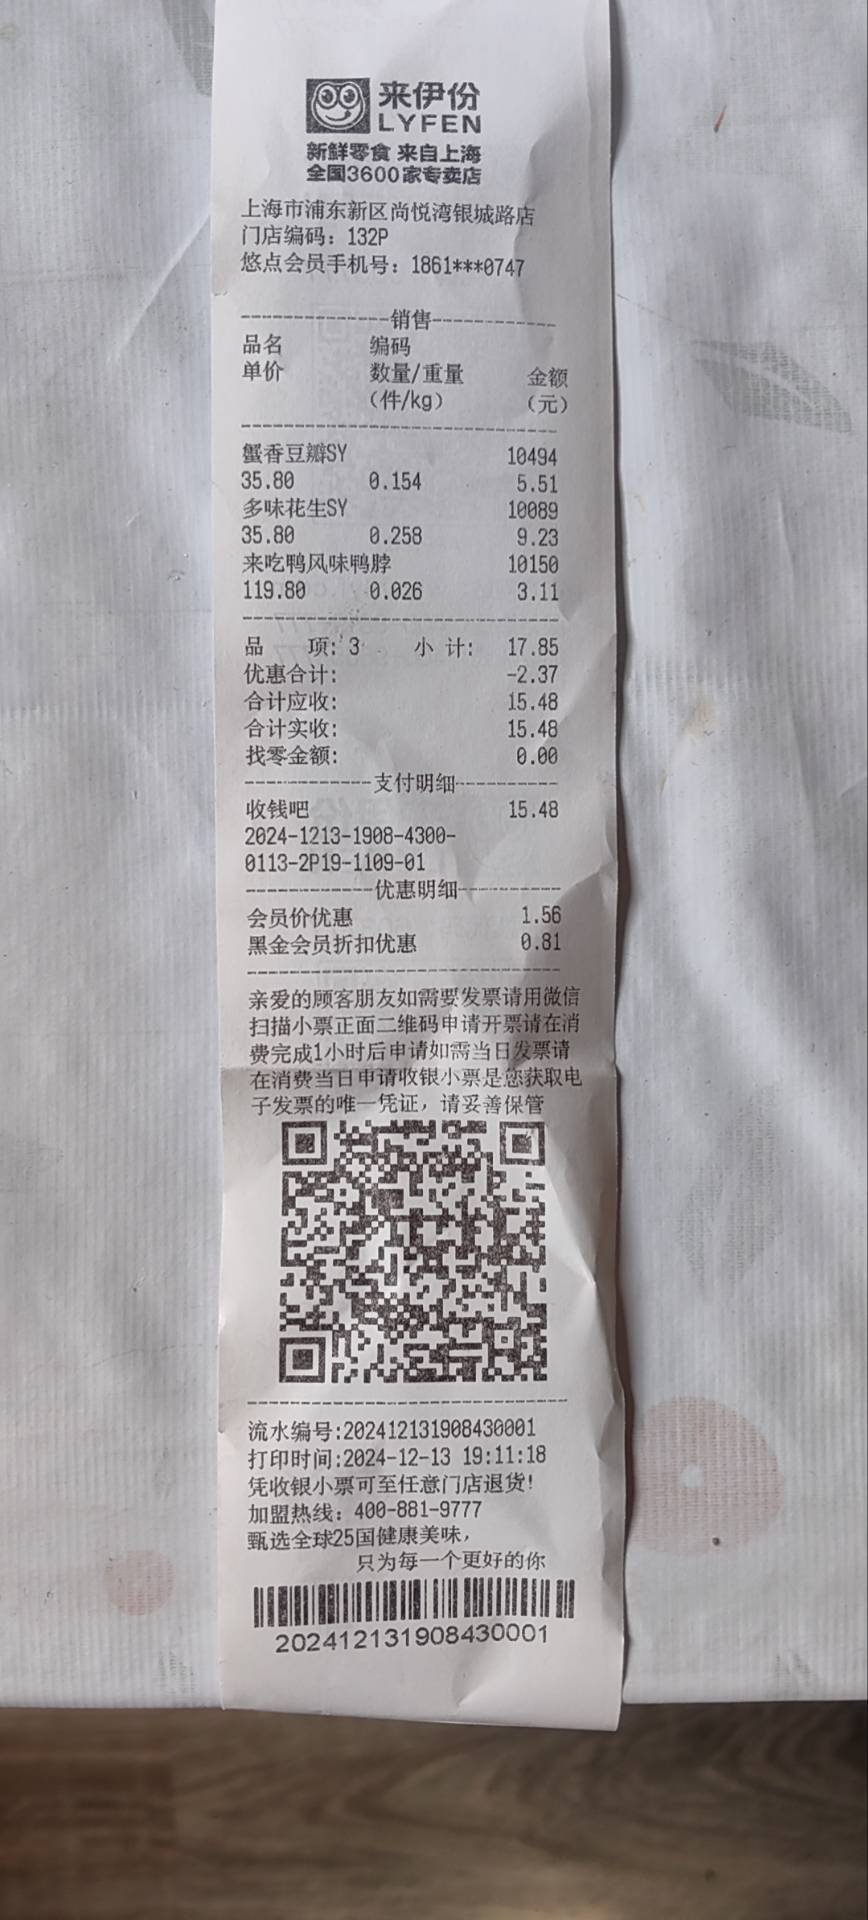 来伊份
LYFEN
新鲜零食 来自上海
全国3600家专卖店
上海市浦东新区尚悦湾银城路店
门店编码：132P
悠点会员手机号：1861***0747
--------------销售------------
品名 编码
单价 数量/重量 金额
（件/kg） （元）
------------------------------
蟹香豆瓣SY 10494
35.80 0.154 5.51
多味花生SY 10089
35.80 0.258 9.23
来吃鸭风味鸭脖 10150
119.80 0.026 3.11
------------------------------
品 项:3 小 计: 17.85
优惠合计: -2.37
合计应收: 15.48
合计实收: 15.48
找零金额: 0.00
------------支付明细----------
收钱吧 15.48
2024-1213-1908-4300-
0113-2P19-1109-01
------------优惠明细----------
会员价优惠 1.56
黑金会员折扣优惠 0.81
------------------------------
亲爱的顾客朋友如需要发票请用微信
扫描小票正面二维码申请开票请在消
费完成1小时后申请如需当日发票请
在消费当日申请收银小票是您获取电
子发票的唯一凭证，请妥善保管
------------------------------
流水编号:202412131908430001
打印时间:2024-12-13 19:11:18
凭收银小票可至任意门店退货!
加盟热线：400-881-9777
甄选全球25国健康美味，
只为每一个更好的你
202412131908430001